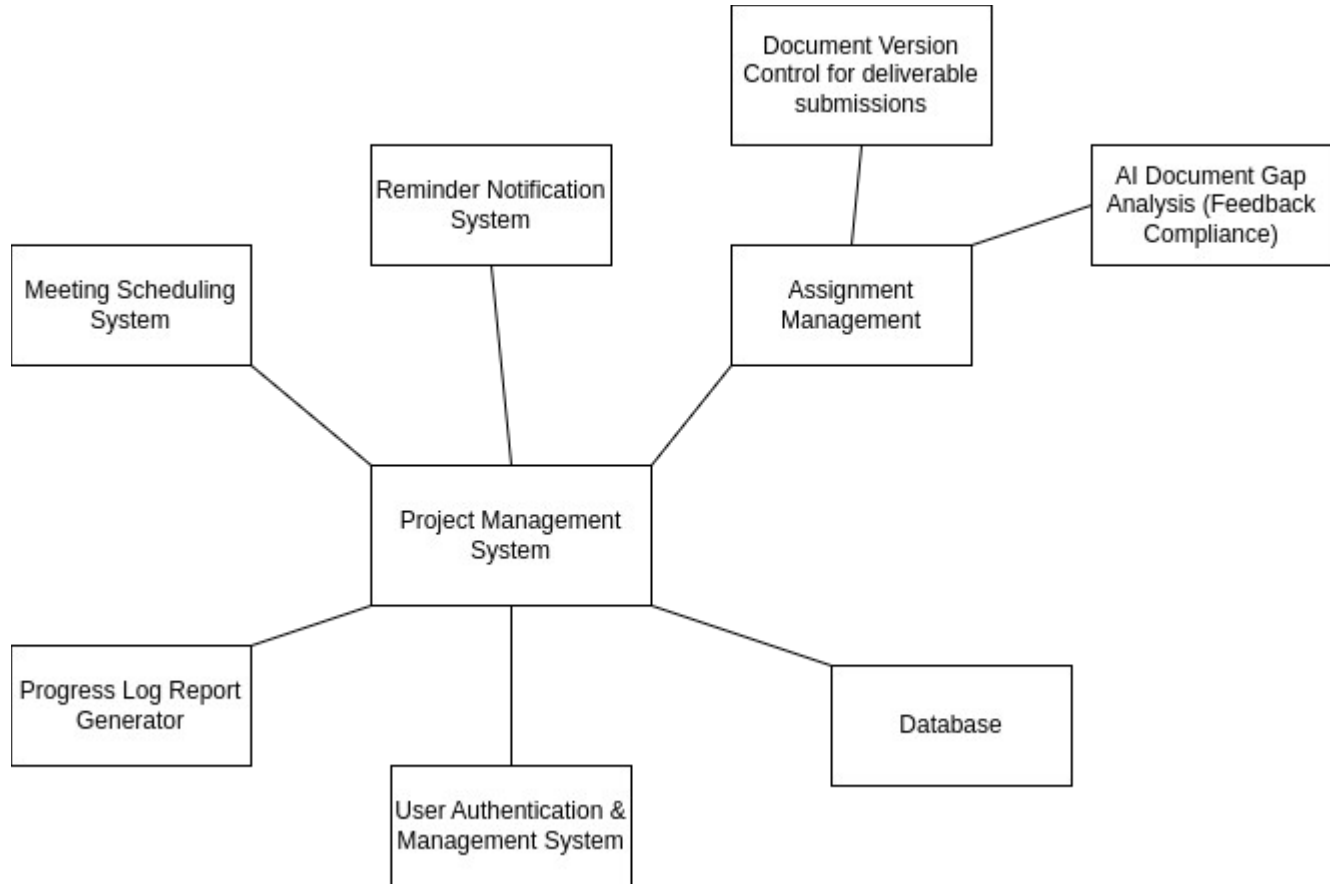 Document Version
Control for deliverable
submissions
Reminder Notification
System
AI Document Gap
Analysis (Feedback
Compliance)
Meeting Scheduling
System
Assignment
Management
Project Management
System
Progress Log Report
Generator
Database
User Authentication &
Management System